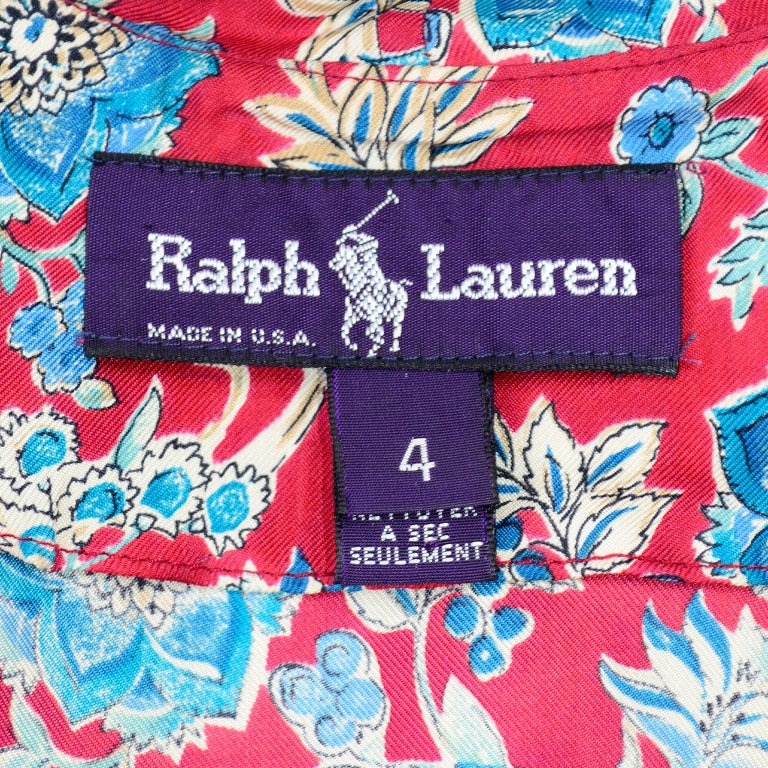 Ralph Lauren
MADE IN U.S.A.
4
A SEC
SEULEMENT